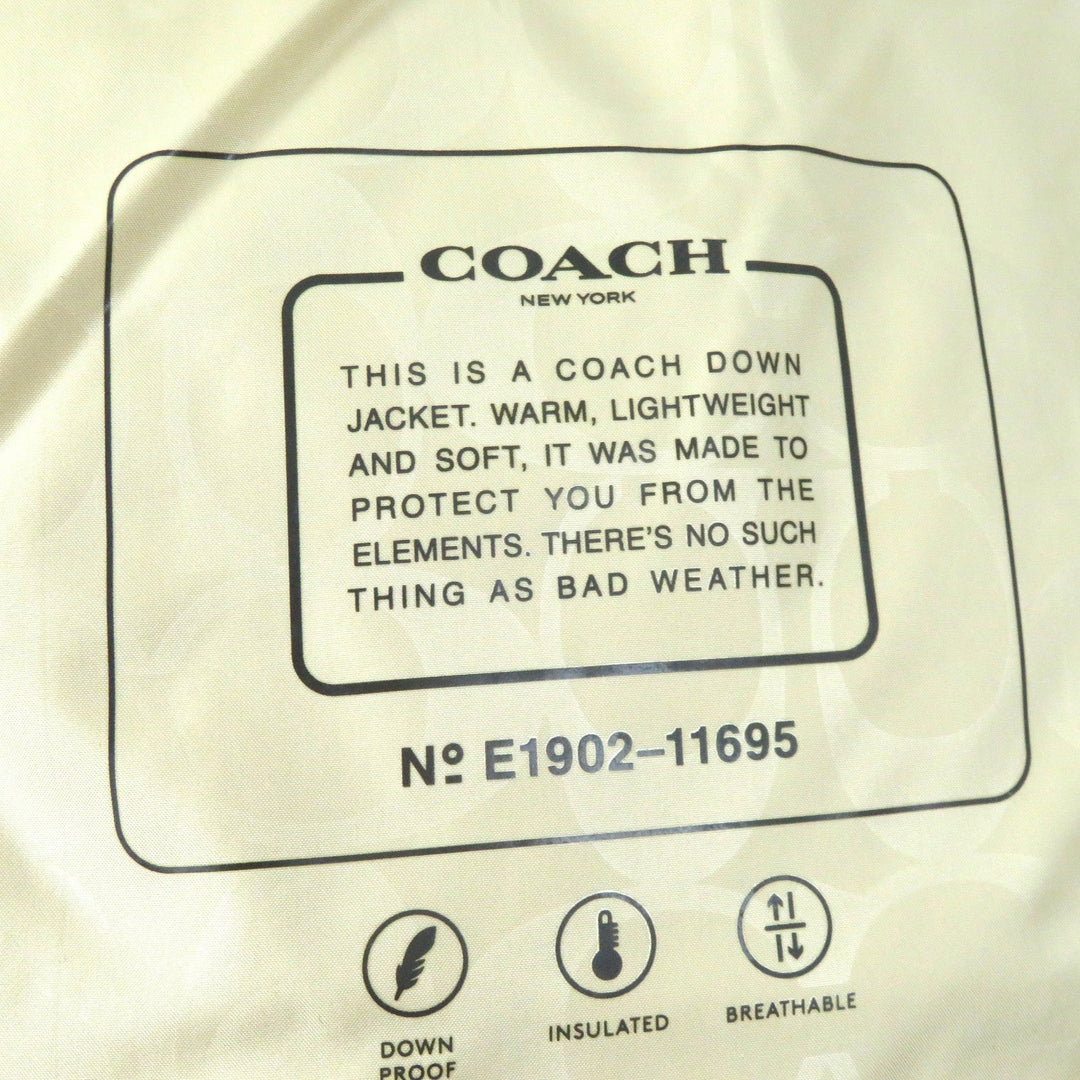 COACH
NEW YORK
THIS IS A COACH DOWN
JACKET. WARM, LIGHTWEIGHT
AND SOFT, IT WAS MADE TO
PROTECT YOU FROM THE
ELEMENTS. THERE'S NO SUCH
THING AS BAD WEATHER.
Nº E1902–11695
DOWN
PROOF
INSULATED
BREATHABLE